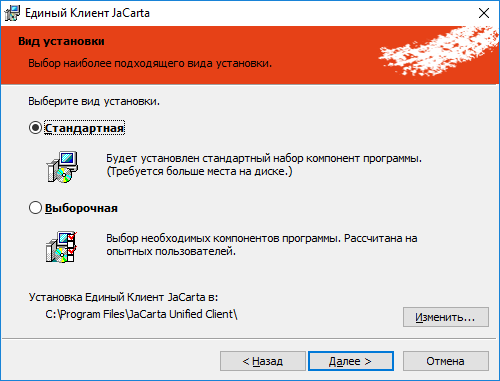 Единый Клиент JaCarta
Вид установки
Выбор наиболее подходящего вида установки.
Выберите вид установки.
Стандартная
Будет установлен стандартный набор компонент программы.
(Требуется больше места на диске.)
Выборочная
Выбор необходимых компонентов программы. Рассчитана на
опытных пользователей.
Установка Единый Клиент JaCarta в:
C:\Program Files\JaCarta Unified Client\
Изменить...
< Назад
Далее >
Отмена